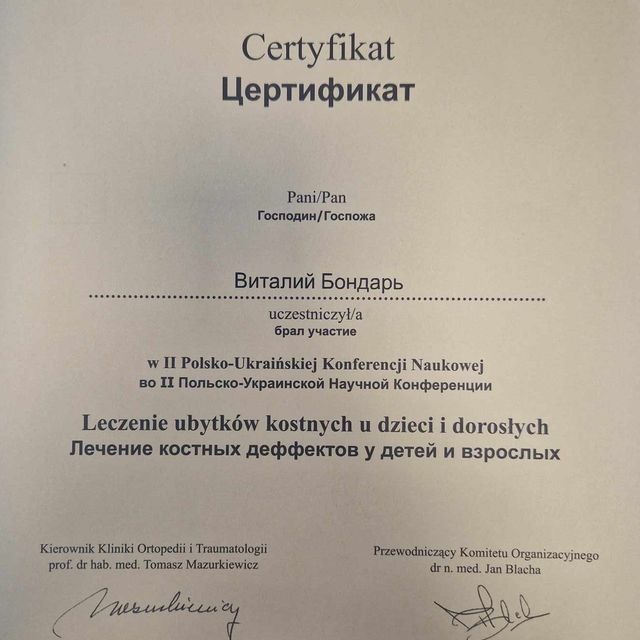 Certyfikat
Цертификат
Pani/Pan
Господин/Госпожа
Виталий Бондарь
uczestniczył/a
брал участие
w II Polsko-Ukraińskiej Konferencji Naukowej
во II Польско-Украинской Научной Конференции
Leczenie ubytków kostnych u dzieci i dorosłych
Лечение костных деффектов у детей и взрослых
Kierownik Kliniki Ortopedii i Traumatologii
prof. dr hab. med. Tomasz Mazurkiewicz
Przewodniczący Komitetu Organizacyjnego
dr n. med. Jan Blacha